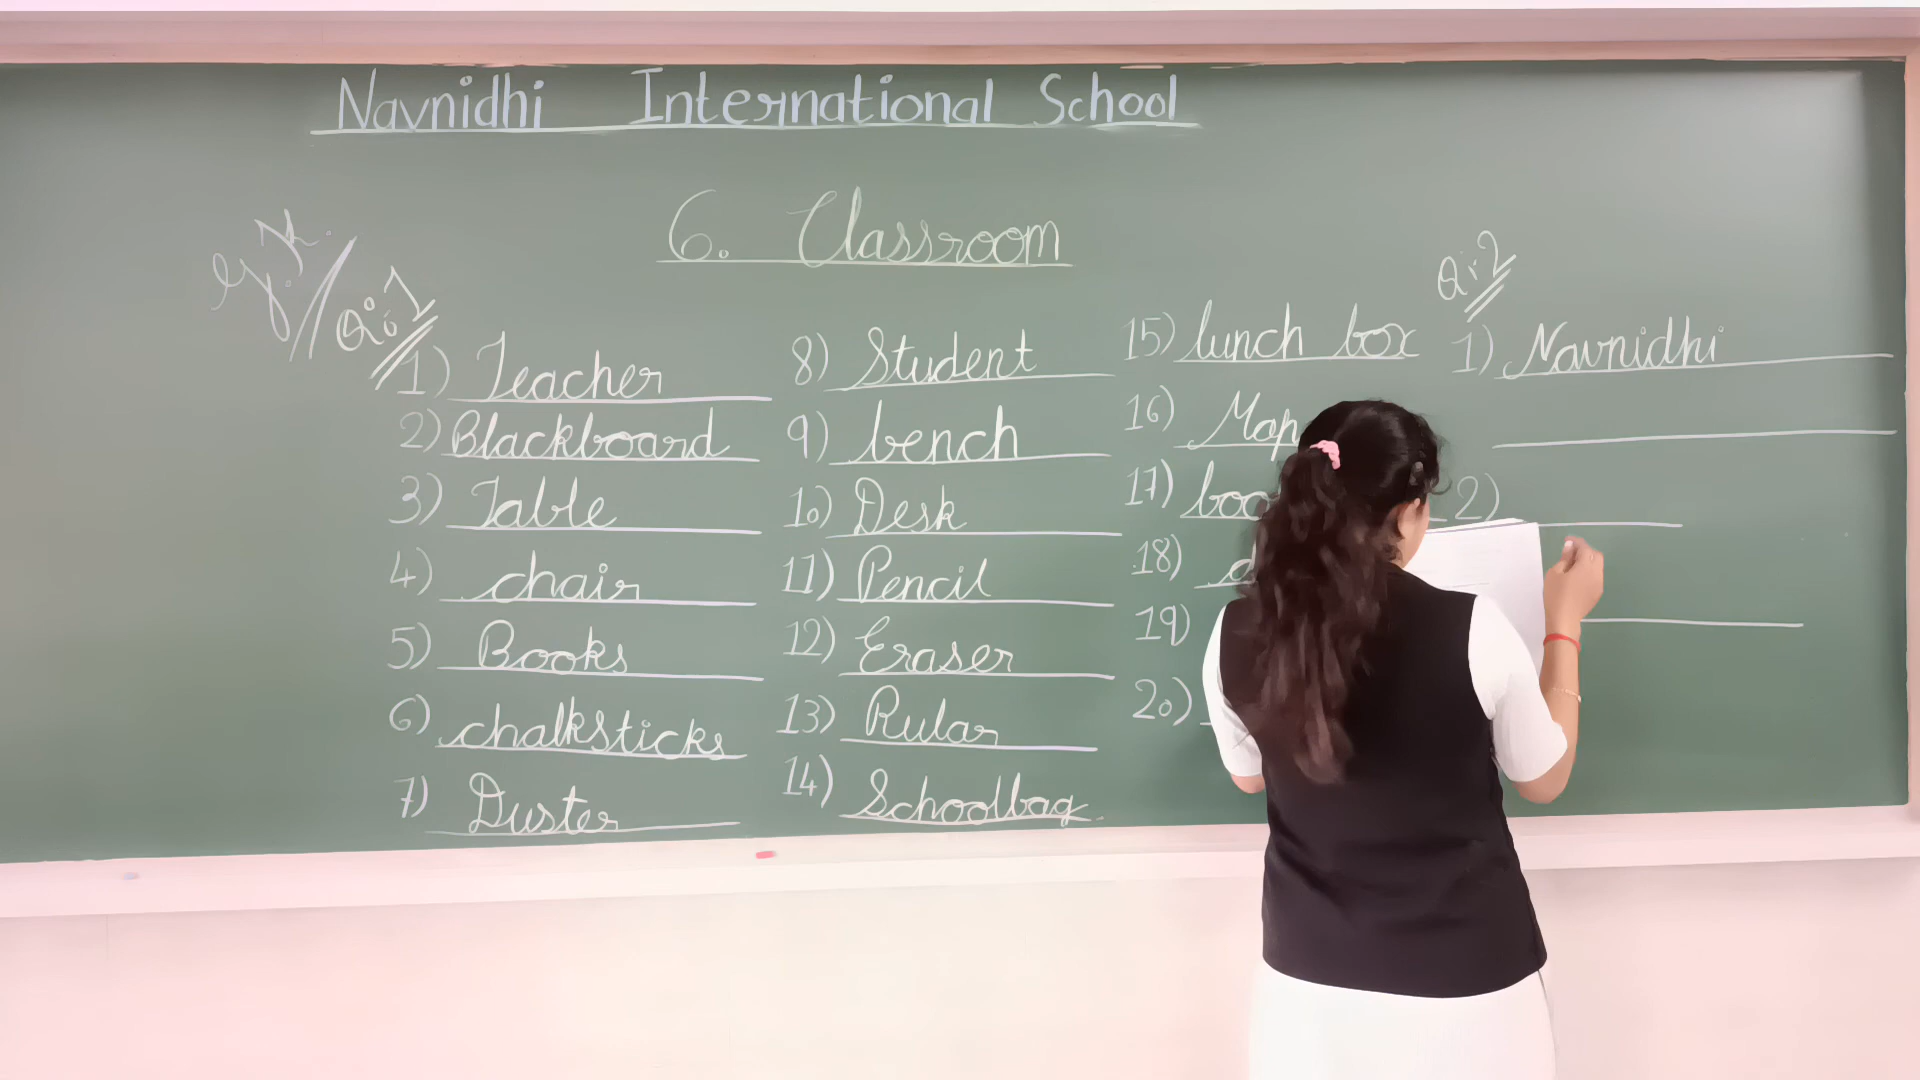 Navnidhi International School
6. Classroom
Q:1
1) Teacher
2) Blackboard
3) Table
4) chair
5) Books
6) chalksticks
7) Duster
8) Student
9) bench
10) Desk
11) Pencil
12) Eraser
13) Rular
14) Schoolbag
15) lunch box
16) Map
17)
18)
19)
20)
Q:2
1) Navnidhi
2)